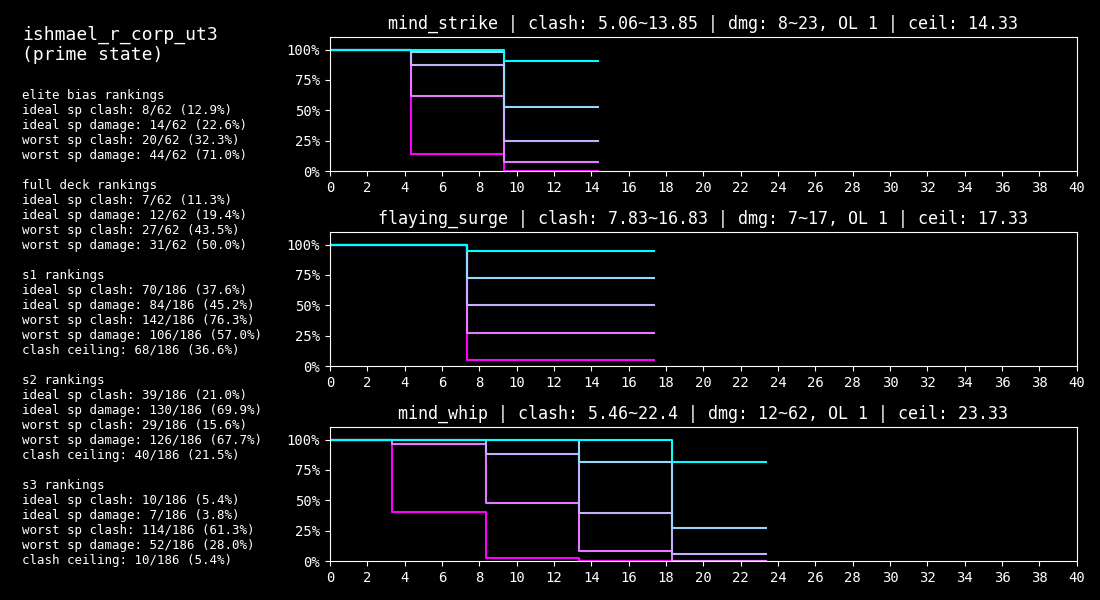 ishmael_r_corp_ut3
(prime state)
elite bias rankings
ideal sp clash: 8/62 (12.9%)
ideal sp damage: 14/62 (22.6%)
worst sp clash: 20/62 (32.3%)
worst sp damage: 44/62 (71.0%)
full deck rankings
ideal sp clash: 7/62 (11.3%)
ideal sp damage: 12/62 (19.4%)
worst sp clash: 27/62 (43.5%)
worst sp damage: 31/62 (50.0%)
s1 rankings
ideal sp clash: 70/186 (37.6%)
ideal sp damage: 84/186 (45.2%)
worst sp clash: 142/186 (76.3%)
worst sp damage: 106/186 (57.0%)
clash ceiling: 68/186 (36.6%)
s2 rankings
ideal sp clash: 39/186 (21.0%)
ideal sp damage: 130/186 (69.9%)
worst sp clash: 29/186 (15.6%)
worst sp damage: 126/186 (67.7%)
clash ceiling: 40/186 (21.5%)
s3 rankings
ideal sp clash: 10/186 (5.4%)
ideal sp damage: 7/186 (3.8%)
worst sp clash: 114/186 (61.3%)
worst sp damage: 52/186 (28.0%)
clash ceiling: 10/186 (5.4%)
mind_strike | clash: 5.06~13.85 | dmg: 8~23, OL 1 | ceil: 14.33
100%
75%
50%
25%
0%
0 2 4 6 8 10 12 14 16 18 20 22 24 26 28 30 32 34 36 38 40
flaying_surge | clash: 7.83~16.83 | dmg: 7~17, OL 1 | ceil: 17.33
100%
75%
50%
25%
0%
0 2 4 6 8 10 12 14 16 18 20 22 24 26 28 30 32 34 36 38 40
mind_whip | clash: 5.46~22.4 | dmg: 12~62, OL 1 | ceil: 23.33
100%
75%
50%
25%
0%
0 2 4 6 8 10 12 14 16 18 20 22 24 26 28 30 32 34 36 38 40